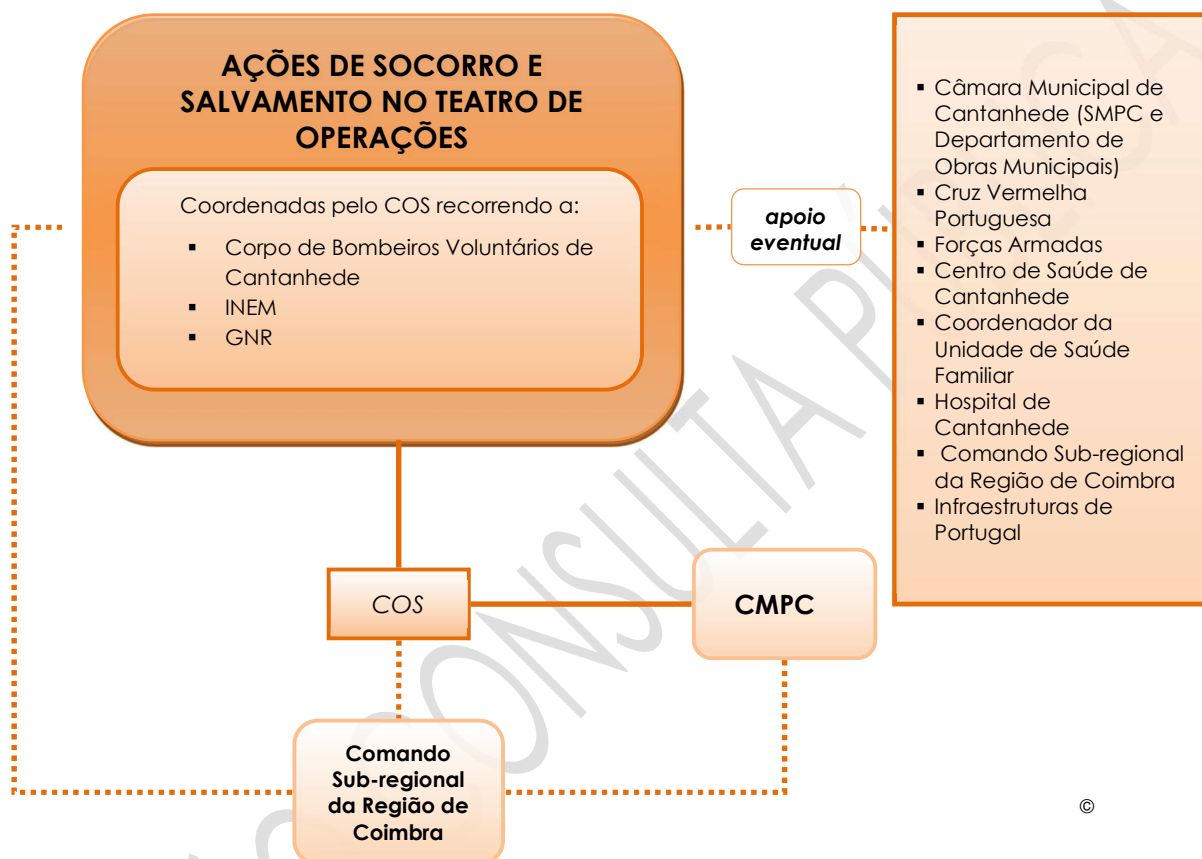 AÇÕES DE SOCORRO E
SALVAMENTO NO TEATRO DE
OPERAÇÕES
Coordenadas pelo COS recorrendo a:
▪ Corpo de Bombeiros Voluntários de
Cantanhede
▪ INEM
▪ GNR
apoio
eventual
▪ Câmara Municipal de
Cantanhede (SMPC e
Departamento de
Obras Municipais)
▪ Cruz Vermelha
Portuguesa
▪ Forças Armadas
▪ Centro de Saúde de
Cantanhede
▪ Coordenador da
Unidade de Saúde
Familiar
▪ Hospital de
Cantanhede
▪ Comando Sub-regional
da Região de Coimbra
▪ Infraestruturas de
Portugal
COS
CMPC
Comando
Sub-regional
da Região de
Coimbra
©
CONSULTA